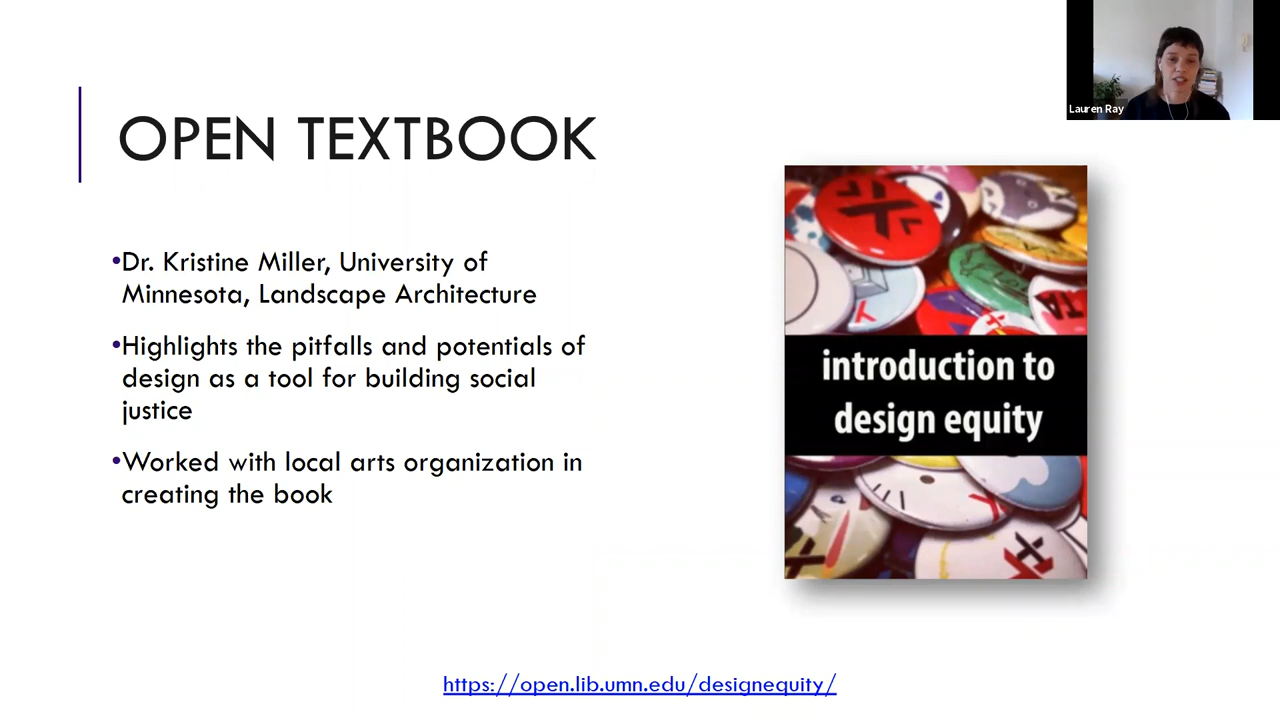 Lauren Ray
OPEN TEXTBOOK
•Dr. Kristine Miller, University of
Minnesota, Landscape Architecture
•Highlights the pitfalls and potentials of
design as a tool for building social
justice
•Worked with local arts organization in
creating the book
introduction to
design equity
https://open.lib.umn.edu/designequity/